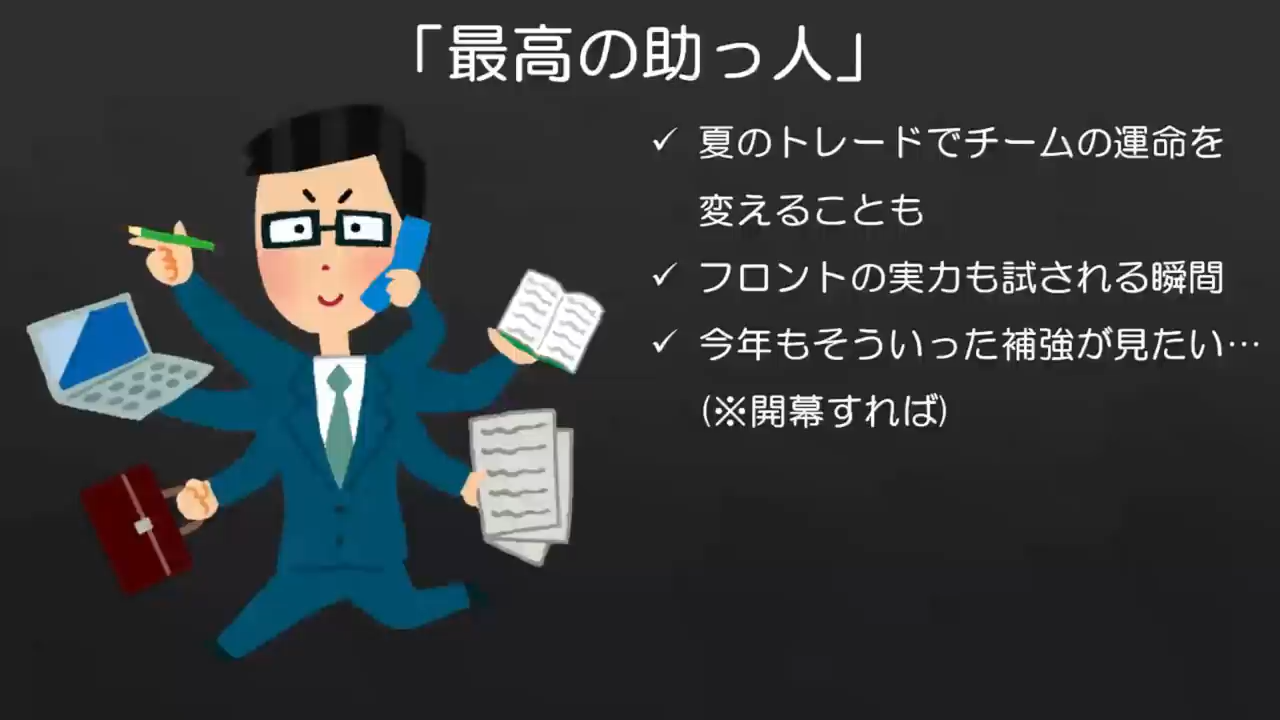 「最高の助っ人」
✓ 夏のトレードでチームの運命を
変えることも
✓ フロントの実力も試される瞬間
✓ 今年もそういった補強が見たい…
(※開幕すれば)